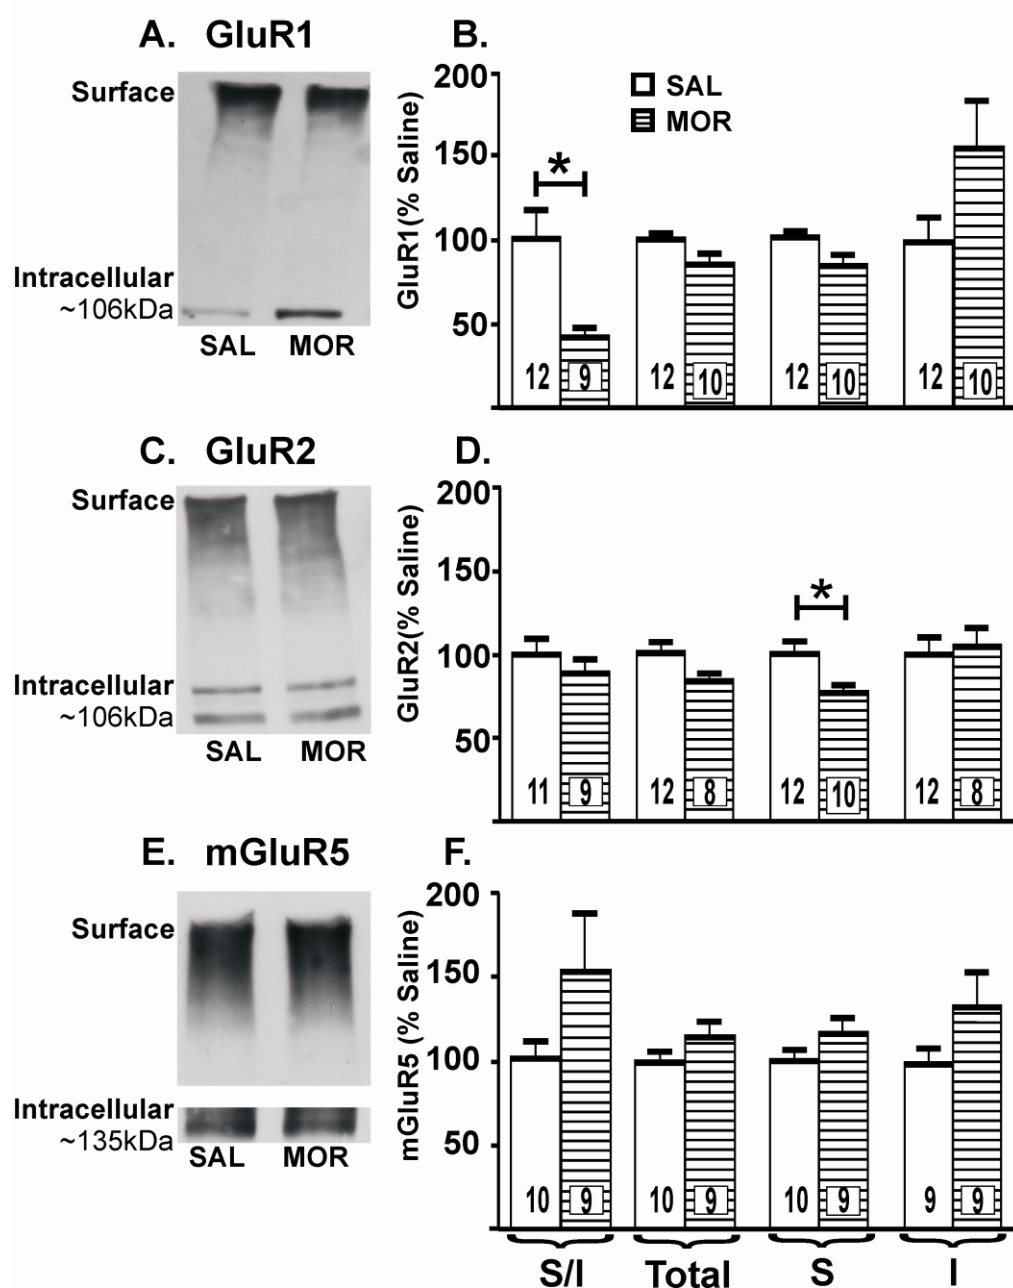 A. GluR1
Surface
Intracellular
~106kDa
SAL MOR
B.
GluR1(% Saline)
200
150
100
50
SAL
MOR
*
12 9 12 10 12 10 12 10
C. GluR2
Surface
Intracellular
~106kDa
SAL MOR
D.
GluR2(% Saline)
200
150
100
50
*
11 9 12 8 12 10 12 8
E. mGluR5
Surface
Intracellular
~135kDa
SAL MOR
F.
mGluR5 (% Saline)
200
150
100
50
10 9 10 9 10 9 9 9
S/I Total S I